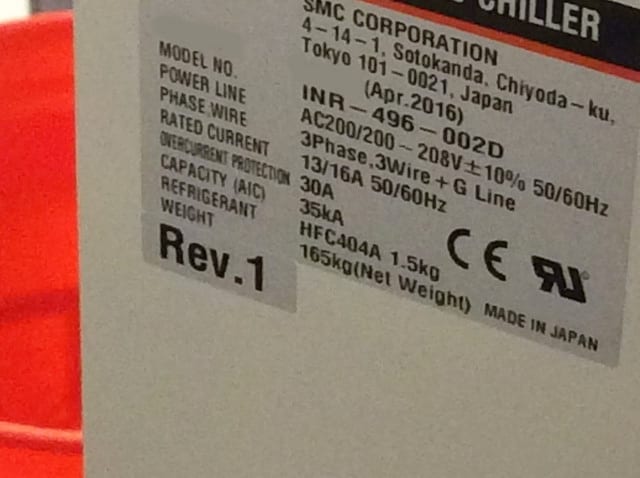 CHILLER
SMC CORPORATION
4-14-1, Sotokanda, Chiyoda-ku,
Tokyo 101-0021, Japan
(Apr.2016)
MODEL NO. INR-496-002D
POWER LINE AC200/200-208V±10% 50/60Hz
PHASE,WIRE 3Phase,3Wire+G Line
RATED CURRENT 13/16A 50/60Hz
OVERCURRENT PROTECTION 30A
CAPACITY (AIC) 35kA
REFRIGERANT HFC404A 1.5kg
WEIGHT 165kg(Net Weight)
CE RU
MADE IN JAPAN
Rev.1